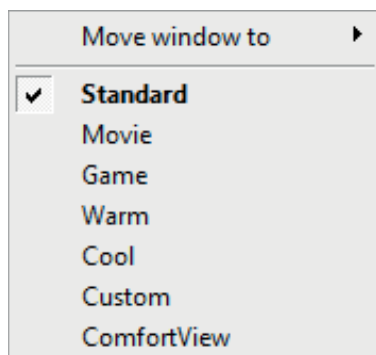 Move window to
Standard
Movie
Game
Warm
Cool
Custom
ComfortView